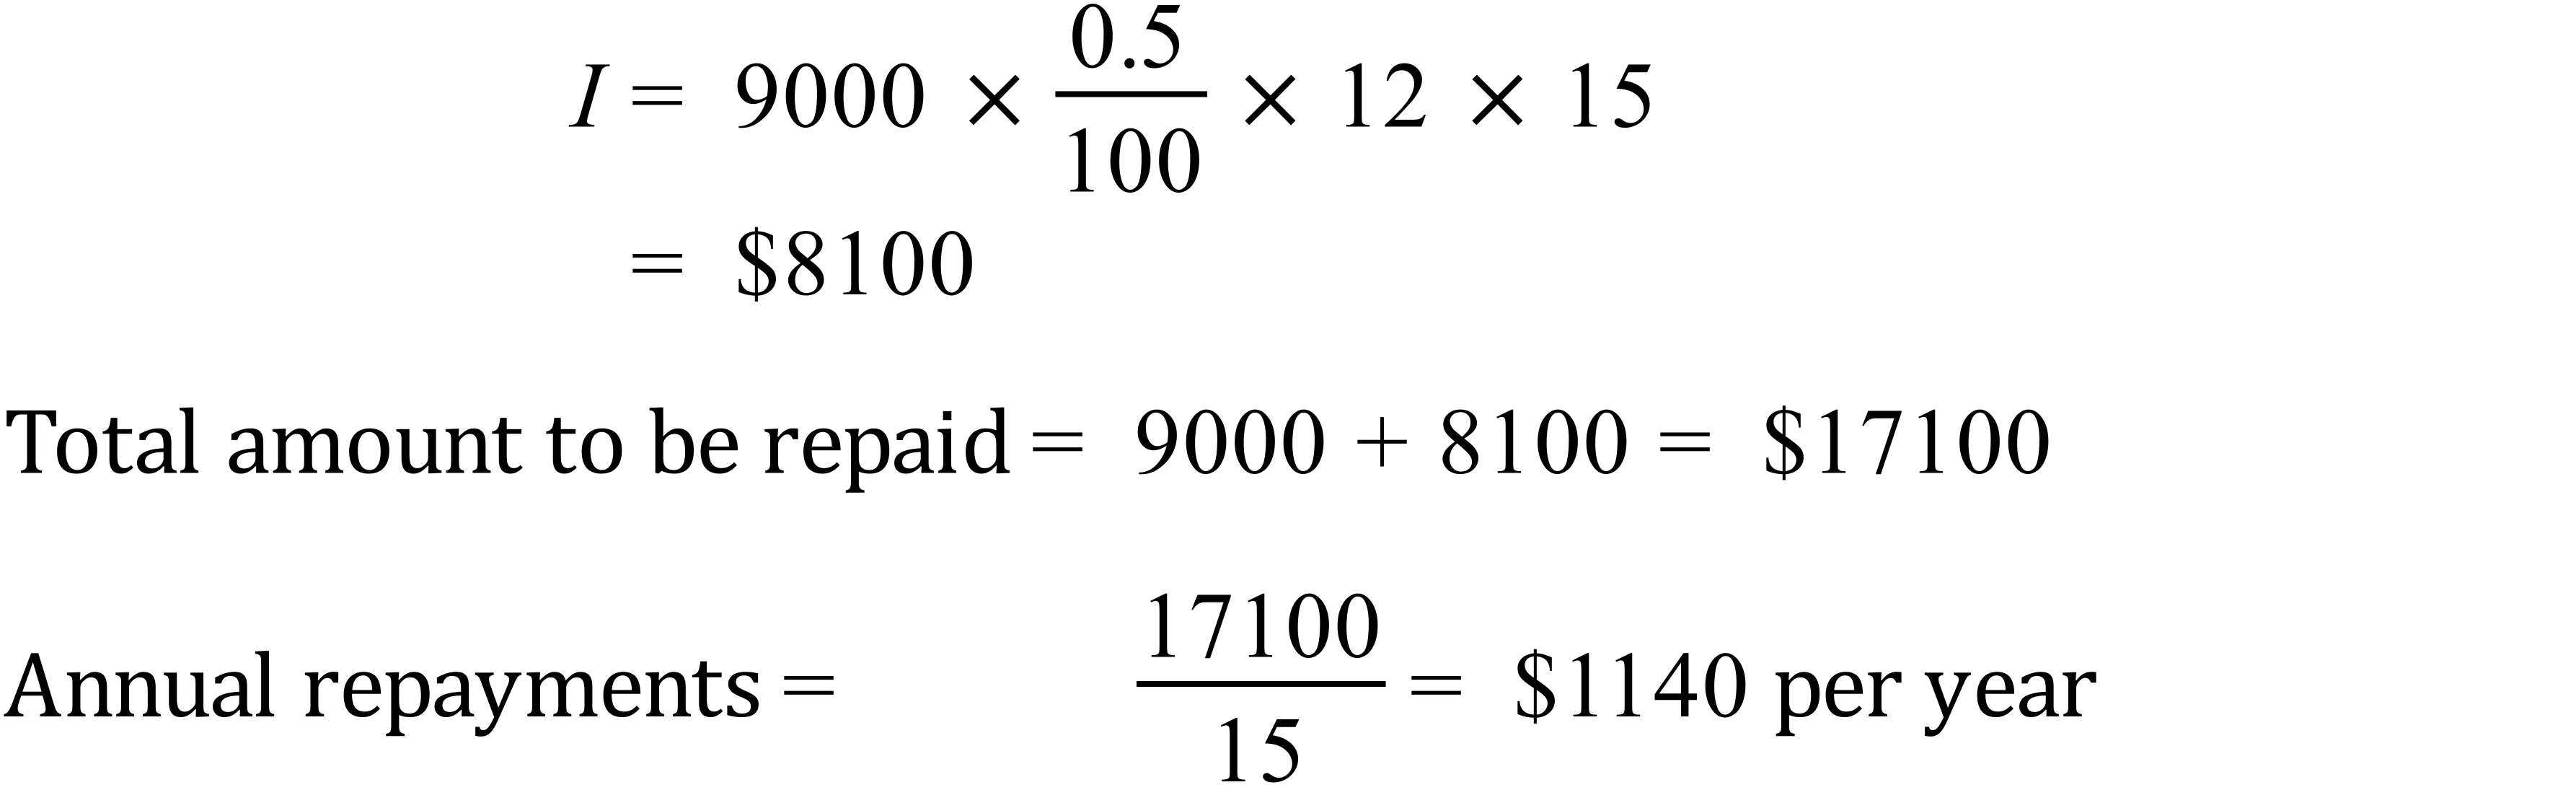 I = 9000 × 0.5/100 × 12 × 15
= $8100
Total amount to be repaid = 9000 + 8100 = $17100
Annual repayments = 17100/15 = $1140 per year